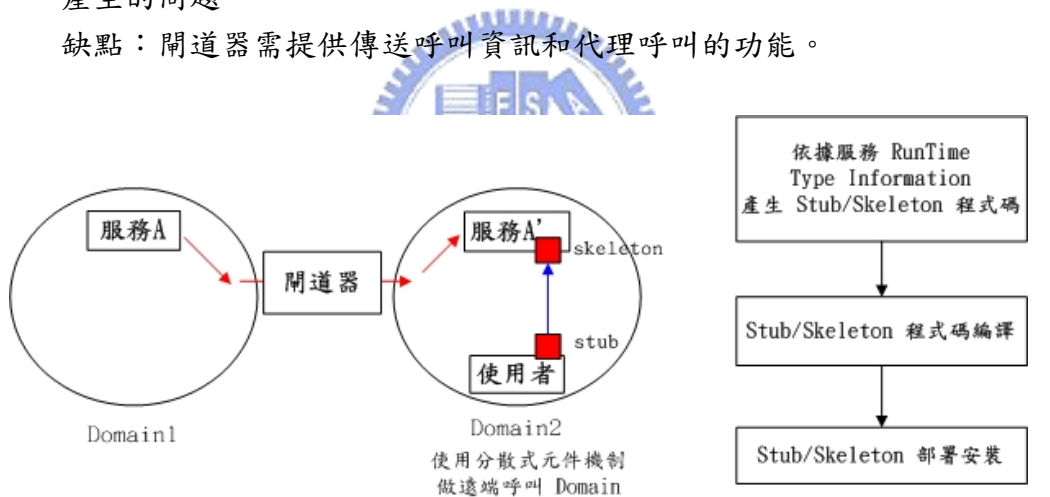 產生的問題
缺點：閘道器需提供傳送呼叫資訊和代理呼叫的功能。
ESA
服務A
閘道器
服務A'
skeleton
stub
使用者
Domain1
Domain2
使用分散式元件機制
做遠端呼叫 Domain
依據服務 RunTime
Type Information
產生 Stub/Skeleton 程式碼
Stub/Skeleton 程式碼編譯
Stub/Skeleton 部署安裝